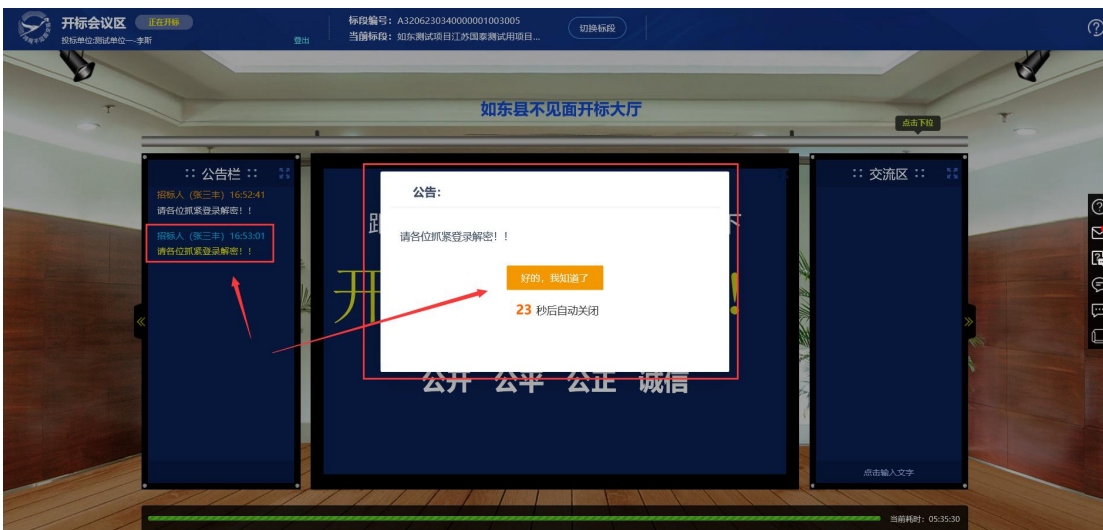 开标会议区 正在开标
投标单位:测试单位一--李斯
登出
标段编号：A3206230340000001003005
当前标段：如东测试项目江苏国泰测试用项目...
切换标段
如东县不见面开标大厅
点击下拉
:: 公告栏 ::
招标人（张三丰）16:52:41
请各位抓紧登录解密！！
招标人（张三丰）16:53:01
请各位抓紧登录解密！！
公告：
请各位抓紧登录解密！！
好的，我知道了
23 秒后自动关闭
下
开
!
公开 公平 公正 诚信
:: 交流区 ::
点击输入文字
当前耗时：05:35:30